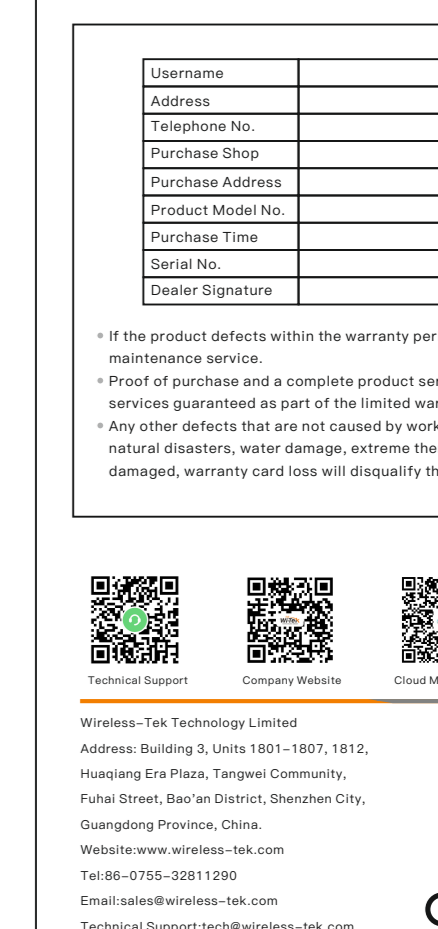 Username
Address
Telephone No.
Purchase Shop
Purchase Address
Product Model No.
Purchase Time
Serial No.
Dealer Signature
If the product defects within the warranty per
maintenance service.
Proof of purchase and a complete product ser
services guaranteed as part of the limited war
Any other defects that are not caused by work
natural disasters, water damage, extreme the
damaged, warranty card loss will disqualify th
Wi-Tek
Technical Support
Company Website
Cloud M
Wireless-Tek Technology Limited
Address: Building 3, Units 1801-1807, 1812,
Huaqiang Era Plaza, Tangwei Community,
Fuhai Street, Bao'an District, Shenzhen City,
Guangdong Province, China.
Website:www.wireless-tek.com
Tel:86-0755-32811290
Email:sales@wireless-tek.com
Technical Support:tech@wireless-tek.com